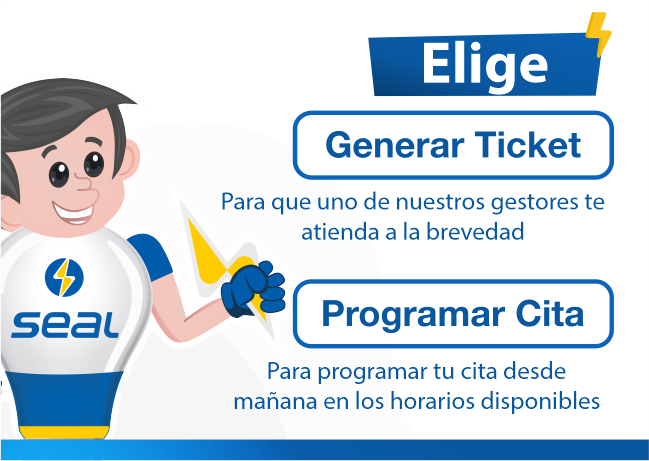 Elige
Generar Ticket
Para que uno de nuestros gestores te
atienda a la brevedad
seal
Programar Cita
Para programar tu cita desde
mañana en los horarios disponibles